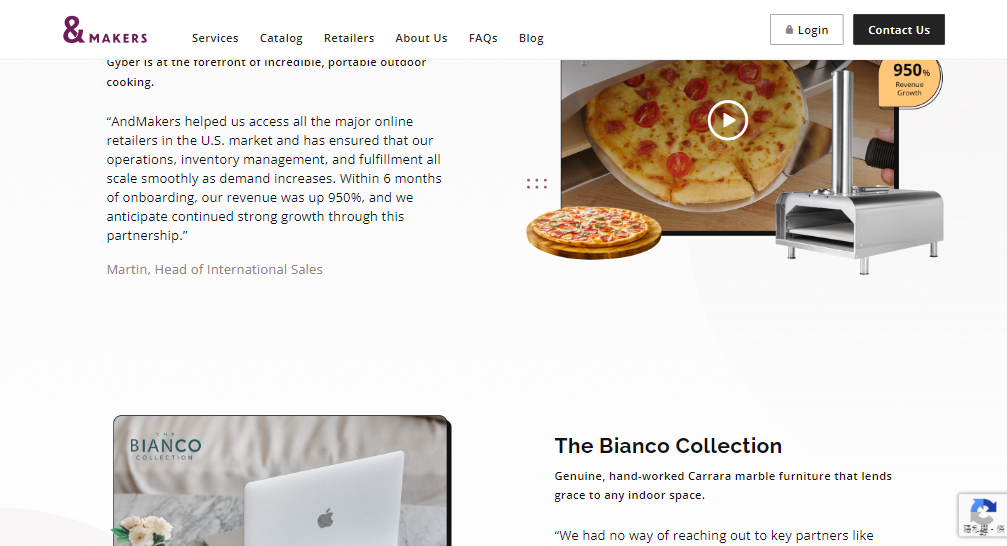 & MAKERS
Services
Catalog
Retailers
About Us
FAQs
Blog
Login
Contact Us
Gyber is at the forefront of incredible, portable outdoor
cooking.
“AndMakers helped us access all the major online
retailers in the U.S. market and has ensured that our
operations, inventory management, and fulfillment all
scale smoothly as demand increases. Within 6 months
of onboarding, our revenue was up 950%, and we
anticipate continued strong growth through this
partnership.”
Martin, Head of International Sales
950%
Revenue
Growth
THE
BIANCO
COLLECTION
The Bianco Collection
Genuine, hand-worked Carrara marble furniture that lends
grace to any indoor space.
“We had no way of reaching out to key partners like